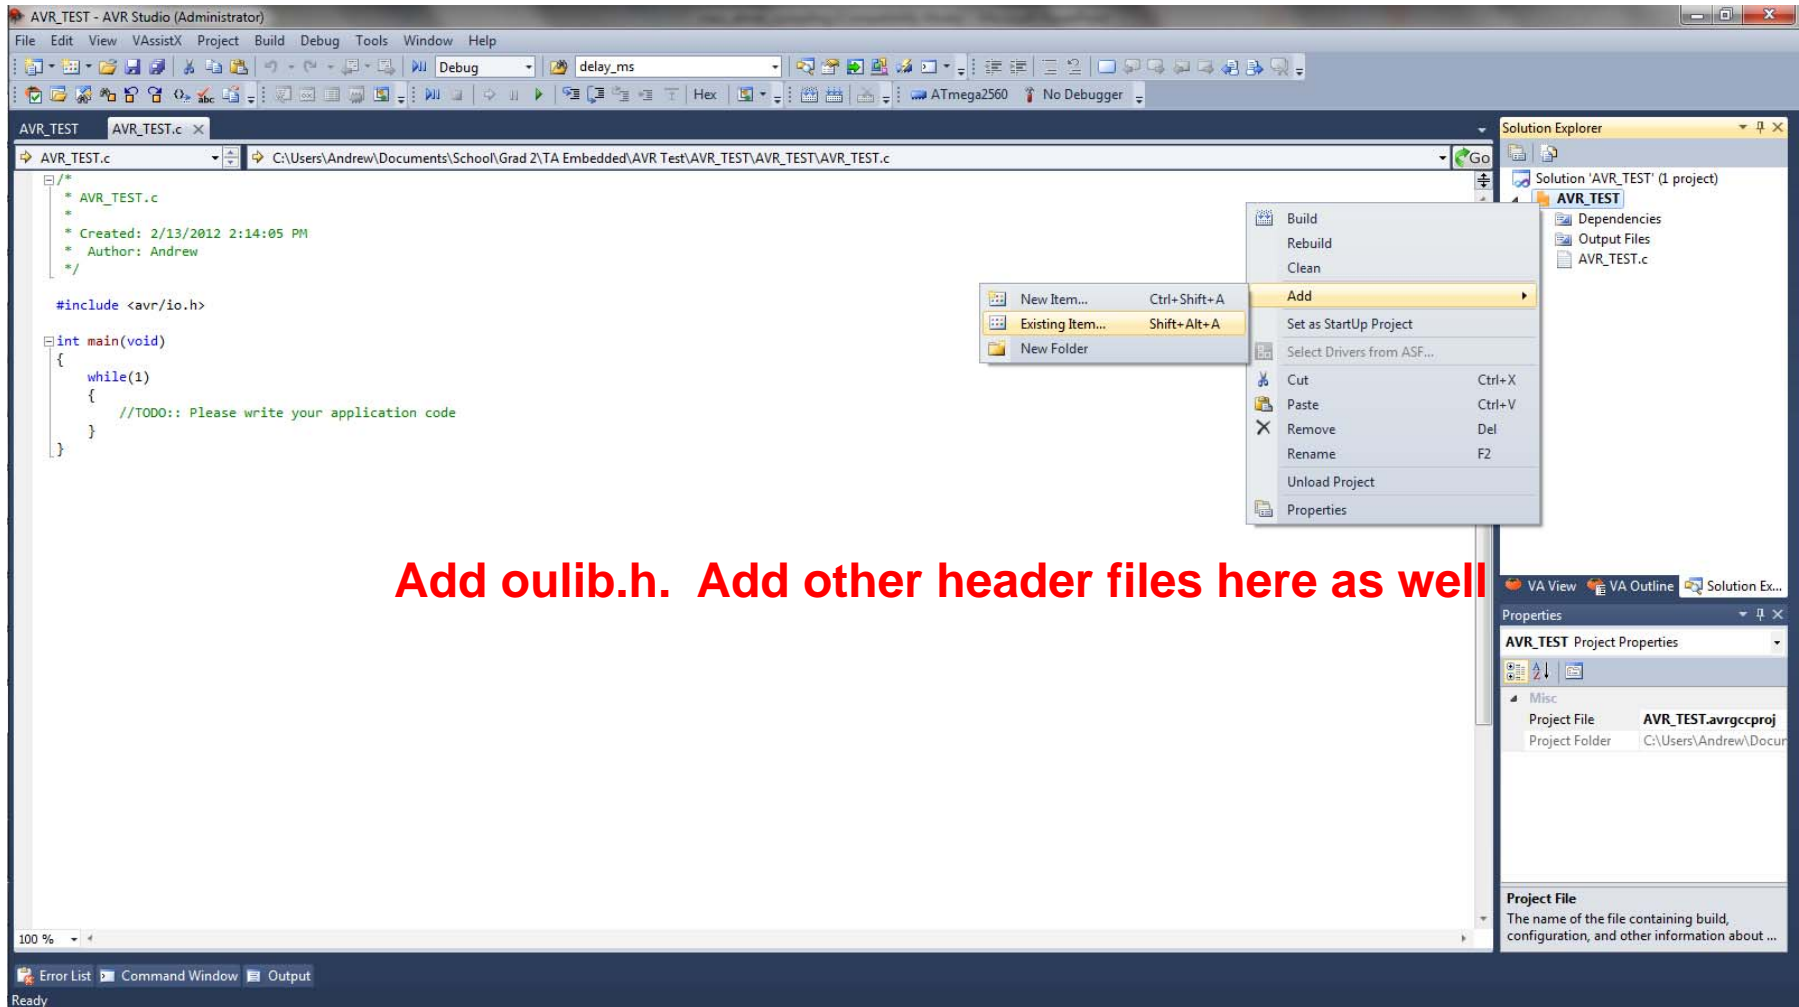 AVR_TEST - AVR Studio (Administrator)
File Edit View VAssistX Project Build Debug Tools Window Help
Debug delay_ms
Hex ATmega2560 No Debugger
AVR_TEST AVR_TEST.c
AVR_TEST.c C:\Users\Andrew\Documents\School\Grad 2\TA Embedded\AVR Test\AVR_TEST\AVR_TEST\AVR_TEST.c Go
/*
* AVR_TEST.c
*
* Created: 2/13/2012 2:14:05 PM
* Author: Andrew
*/
#include <avr/io.h>
int main(void)
{
while(1)
{
//TODO:: Please write your application code
}
}
New Item... Ctrl+Shift+A
Existing Item... Shift+Alt+A
New Folder
Build
Rebuild
Clean
Add
Set as StartUp Project
Select Drivers from ASF...
Cut Ctrl+X
Paste Ctrl+V
Remove Del
Rename F2
Unload Project
Properties
Add oulib.h. Add other header files here as well
Solution Explorer
Solution 'AVR_TEST' (1 project)
AVR_TEST
Dependencies
Output Files
AVR_TEST.c
VA View VA Outline Solution Ex...
Properties
AVR_TEST Project Properties
Misc
Project File AVR_TEST.avrgccproj
Project Folder C:\Users\Andrew\Docur
Project File
The name of the file containing build,
configuration, and other information about ...
100 %
Error List Command Window Output
Ready